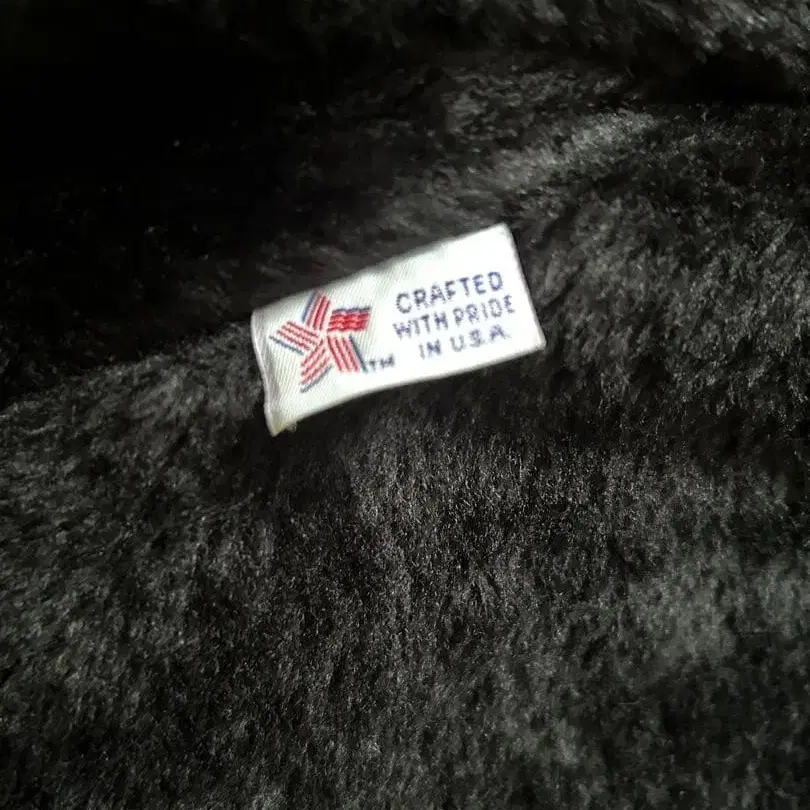 CRAFTED
WITH PRIDE
IN U.S.A.
TM